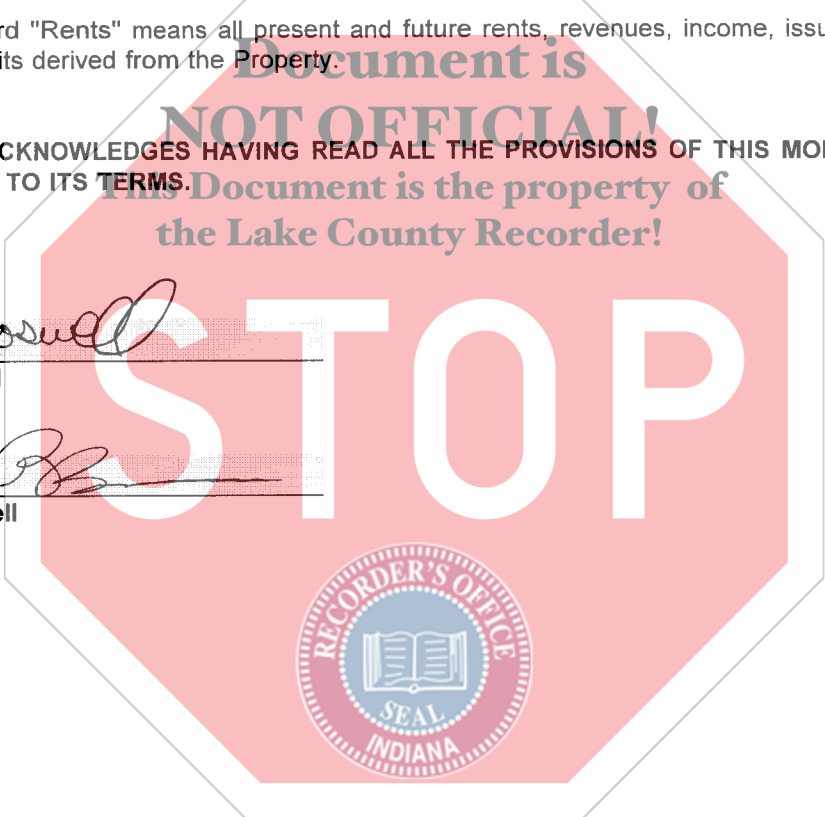 rd "Rents" means all present and future rents, revenues, income, issu
its derived from the Property.
Document is
NOT OFFICIAL!
CKNOWLEDGES HAVING READ ALL THE PROVISIONS OF THIS MO
TO ITS TERMS.
This Document is the property of
the Lake County Recorder!
oswell
STOP
ell
RECORDER'S OFFICE
SEAL
INDIANA